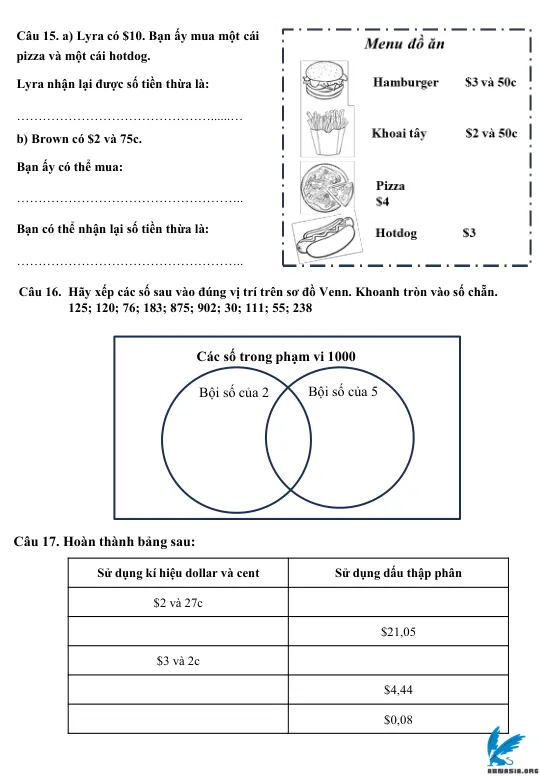 Câu 15. a) Lyra có $10. Bạn ấy mua một cái
pizza và một cái hotdog.
Lyra nhận lại được số tiền thừa là:
………………………………………......…
b) Brown có $2 và 75c.
Bạn ấy có thể mua:
……………………………………………..
Bạn có thể nhận lại số tiền thừa là:
……………………………………………..
Menu đồ ăn
Hamburger $3 và 50c
Khoai tây $2 và 50c
Pizza
$4
Hotdog $3
Câu 16. Hãy xếp các số sau vào đúng vị trí trên sơ đồ Venn. Khoanh tròn vào số chẵn.
125; 120; 76; 183; 875; 902; 30; 111; 55; 238
Các số trong phạm vi 1000
Bội số của 2 Bội số của 5
Câu 17. Hoàn thành bảng sau:
Sử dụng kí hiệu dollar và cent Sử dụng dấu thập phân
$2 và 27c
$21,05
$3 và 2c
$4,44
$0,08
ABMASIA.ORG